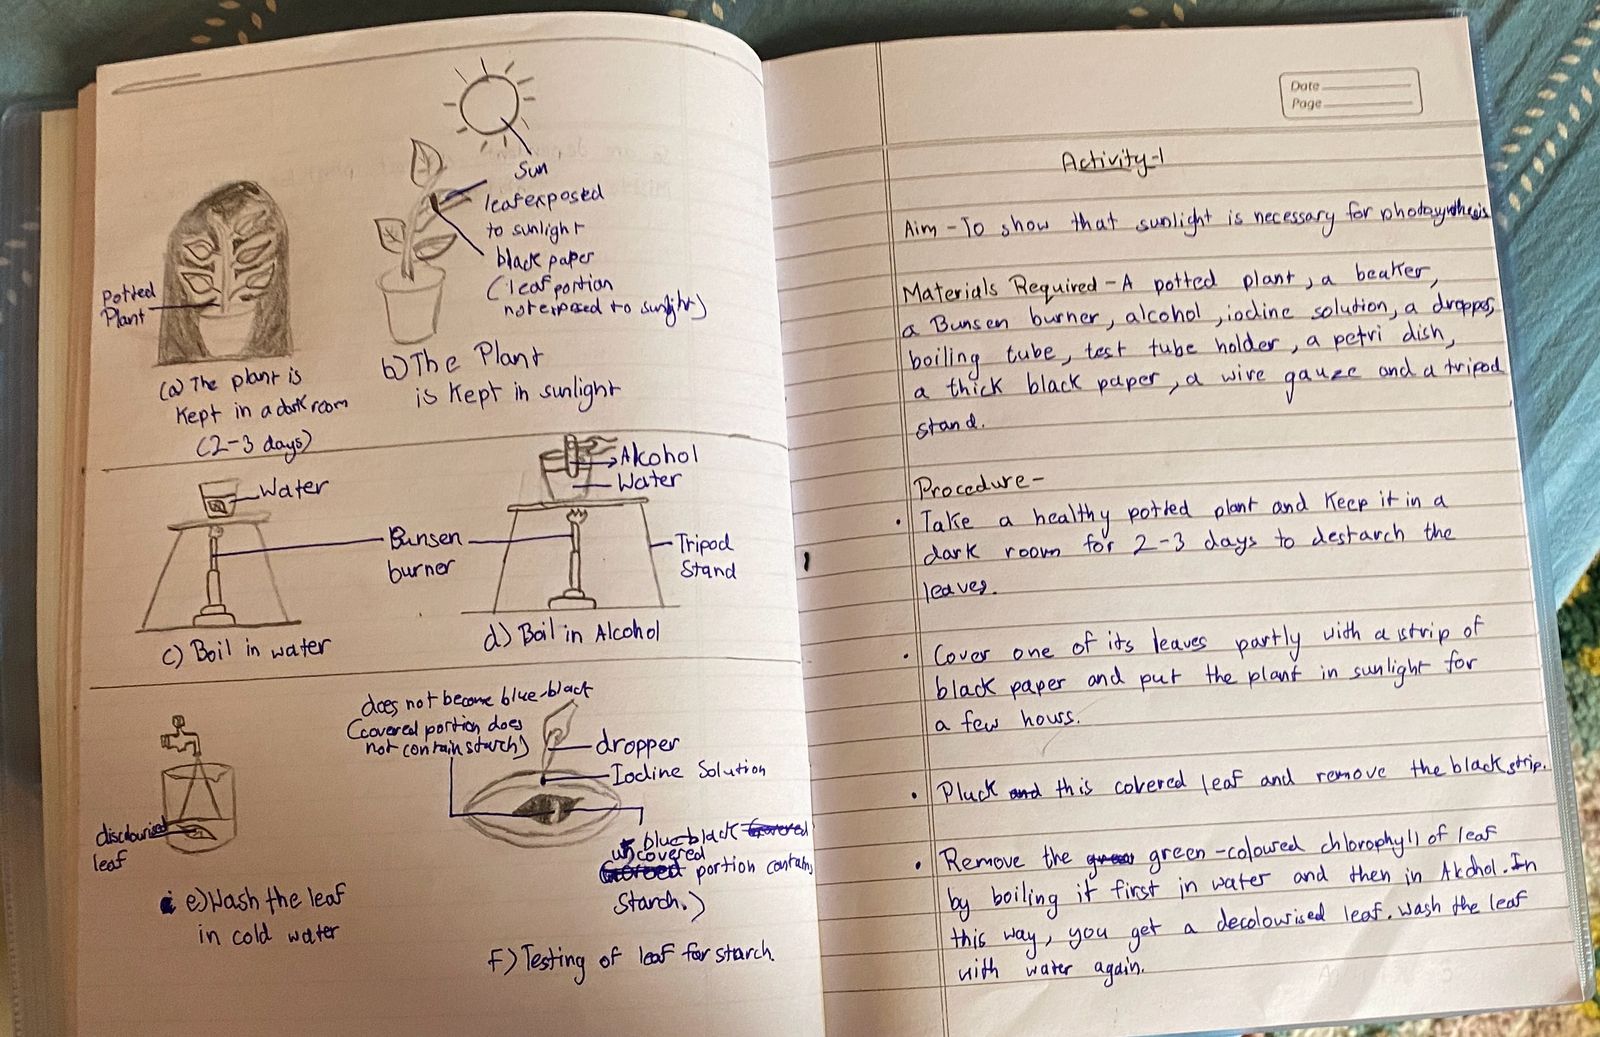 Sun
leaf exposed
to sunlight
black paper
(leaf portion
not exposed to sunlight)
Potted
Plant
(a) The plant is
Kept in a dark room
(2-3 days)
b) The Plant
is Kept in sunlight
Water
Alcohol
Water
Bunsen
burner
Tripod
Stand
c) Boil in water
d) Boil in Alcohol
does not become blue-black
(covered portion does
not contain starch)
dropper
Iodine Solution
discolourised
leaf
blue-black
uncovered
portion contains
Starch.)
e) Wash the leaf
in cold water
F) Testing of leaf for starch.
Date
Page
Activity-1
Aim - To show that sunlight is necessary for
Materials Required - A potted plant, a beaker,
a Bunsen burner, alcohol, iodine solution, a
boiling tube, test tube holder, a petri dish,
a thick black paper, a wire gauze and a tripod
stand.
Procedure -
• Take a healthy potted plant and Keep it in a
dark room for 2-3 days to destarch the
leaves.
• Cover one of its leaves partly with a strip of
black paper and put the plant in sunlight for
a few hours.
• Pluck and this covered leaf and remove the black strip.
• Remove the green-coloured chlorophyll of leaf
by boiling it first in water and then in Alcohol. In
this way, you get a decolourised leaf. Wash the leaf
with water again.